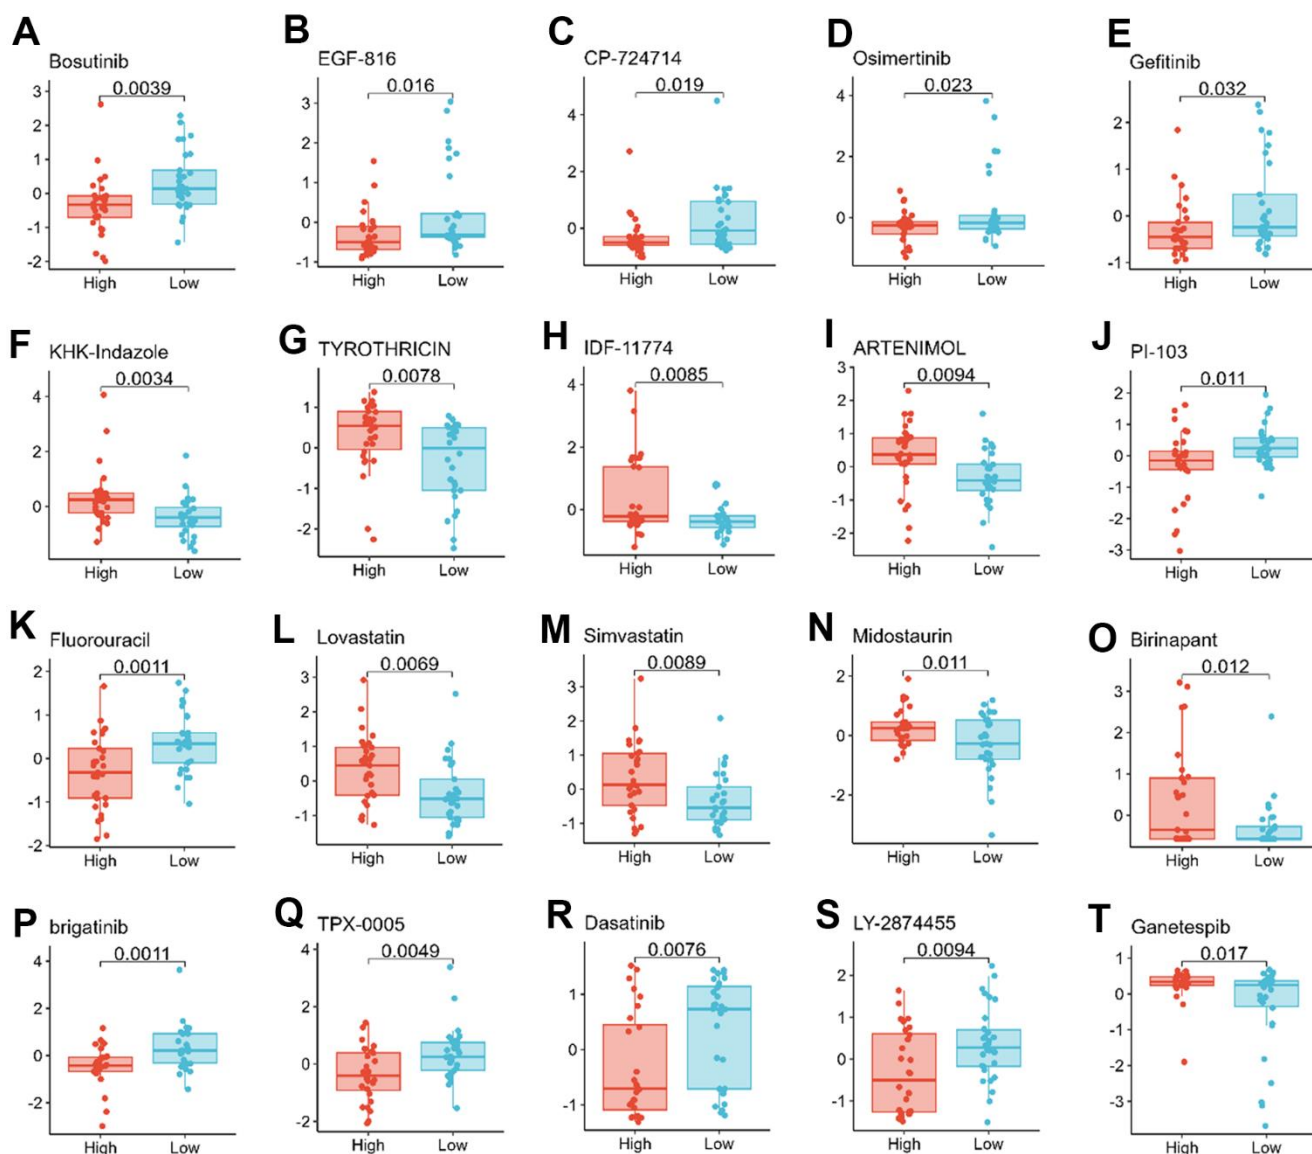 A
Bosutinib
0.0039
3
2
1
0
-1
-2
High
Low
B
EGF-816
0.016
3
2
1
0
-1
High
Low
C
CP-724714
0.019
4
2
0
High
Low
D
Osimertinib
0.023
4
2
0
High
Low
E
Gefitinib
0.032
2
1
0
-1
High
Low
F
KHK-Indazole
0.0034
4
2
0
High
Low
G
TYROTHRICIN
0.0078
1
0
-1
-2
High
Low
H
IDF-11774
0.0085
4
2
0
High
Low
I
ARTENIMOL
0.0094
3
2
1
0
-1
-2
High
Low
J
PI-103
0.011
2
1
0
-1
-2
-3
High
Low
K
Fluorouracil
0.0011
2
1
0
-1
-2
High
Low
L
Lovastatin
0.0069
3
2
1
0
-1
High
Low
M
Simvastatin
0.0089
3
2
1
0
-1
High
Low
N
Midostaurin
0.011
2
0
-2
High
Low
O
Birinapant
0.012
3
2
1
0
High
Low
P
brigatinib
0.0011
4
2
0
-2
High
Low
Q
TPX-0005
0.0049
4
2
0
-2
High
Low
R
Dasatinib
0.0076
1
0
-1
High
Low
S
LY-2874455
0.0094
2
1
0
-1
High
Low
T
Ganetespib
0.017
1
0
-1
-2
-3
High
Low